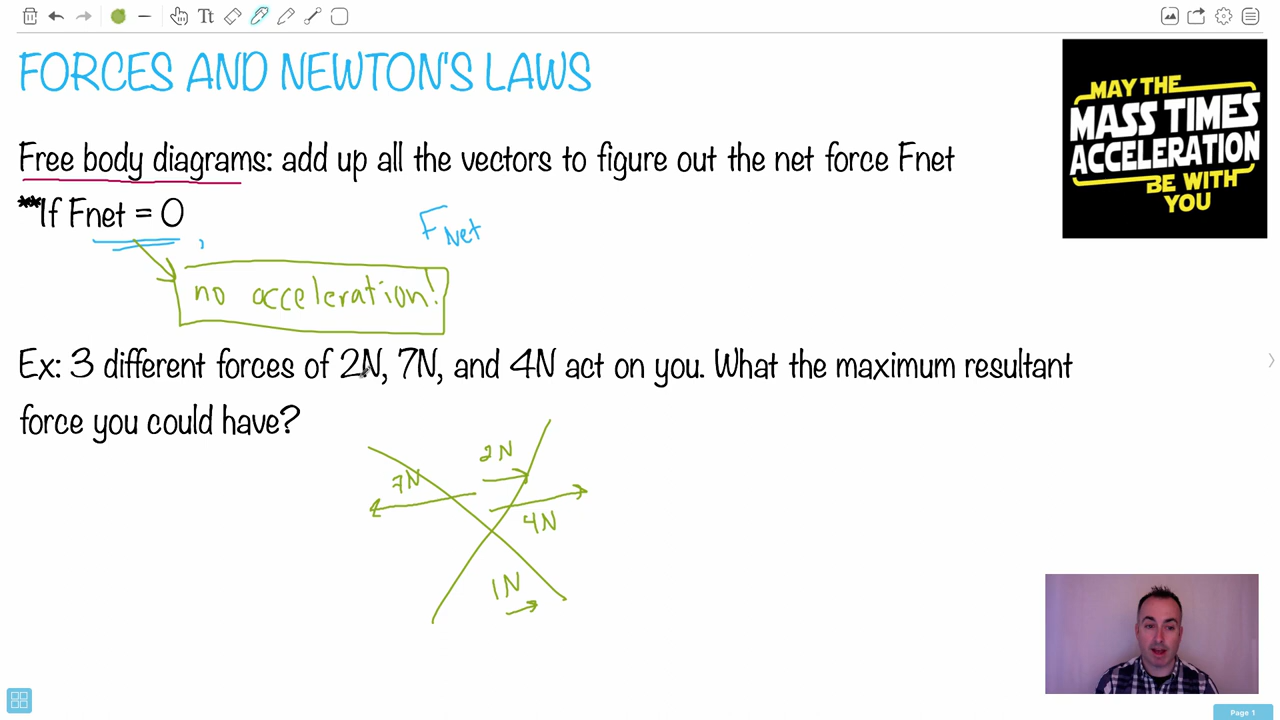 Tt
FORCES AND NEWTON'S LAWS
MAY THE
MASS TIMES
ACCELERATION
BE WITH
YOU
Free body diagrams: add up all the vectors to figure out the net force Fnet
**If Fnet = 0
FNet
no acceleration!
Ex: 3 different forces of 2N, 7N, and 4N act on you. What the maximum resultant
force you could have?
2N
7N
4N
1N
Page 1